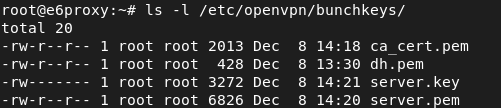 root@e6proxy:~# ls -l /etc/openvpn/bunchkeys/
total 20
-rw-r--r-- 1 root root 2013 Dec  8 14:18 ca_cert.pem
-rw-r--r-- 1 root root  428 Dec  8 13:30 dh.pem
-rw------- 1 root root 3272 Dec  8 14:21 server.key
-rw-r--r-- 1 root root 6826 Dec  8 14:20 server.pem